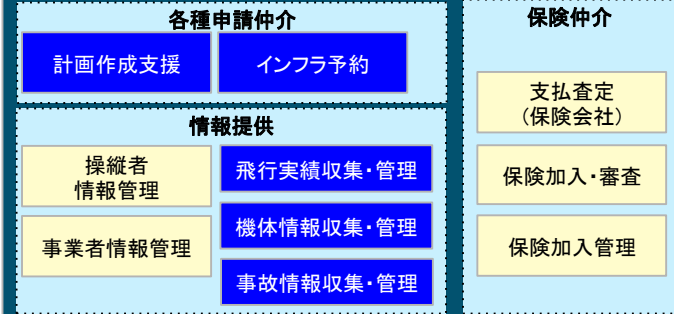 各種申請仲介
計画作成支援
インフラ予約
情報提供
操縦者
情報管理
事業者情報管理
飛行実績収集・管理
機体情報収集・管理
事故情報収集・管理
保険仲介
支払査定
(保険会社)
保険加入・審査
保険加入管理